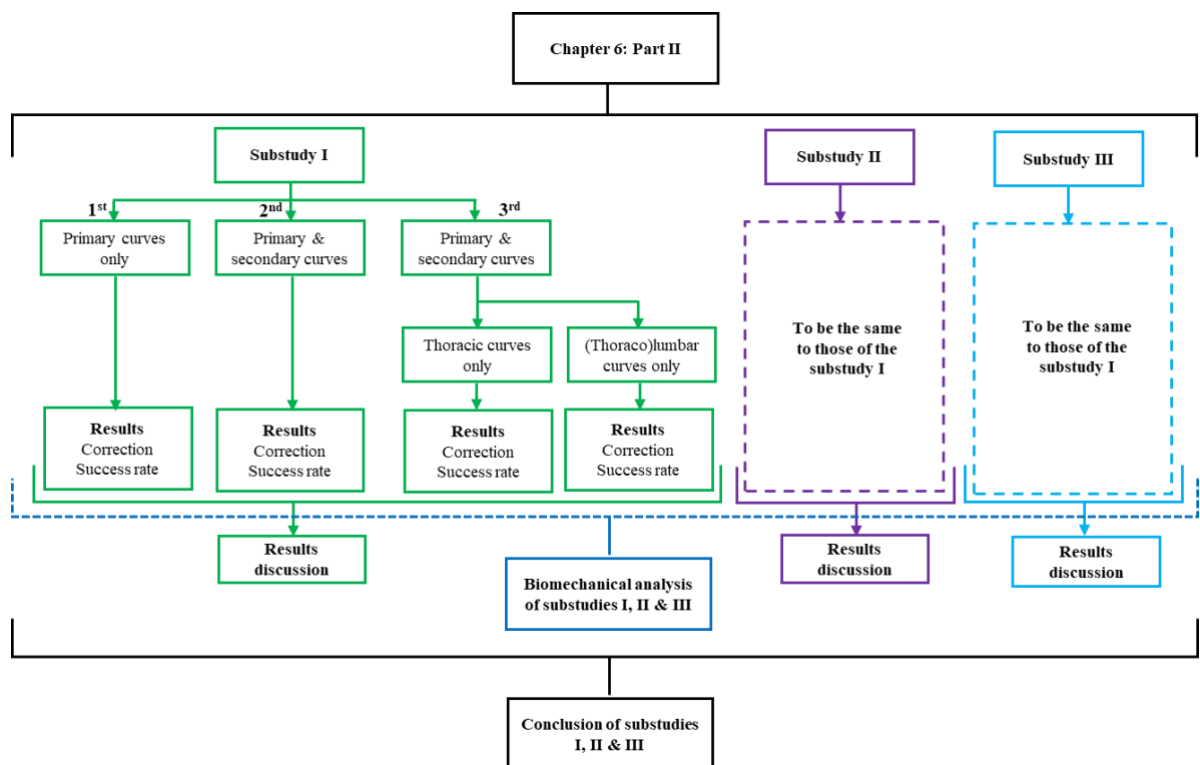 Chapter 6: Part II
Substudy I
Substudy II
Substudy III
1st
2nd
3rd
Primary curves
only
Primary &
secondary curves
Primary &
secondary curves
Thoracic curves
only
(Thoraco)lumbar
curves only
To be the same
to those of the
substudy I
To be the same
to those of the
substudy I
Results
Correction
Success rate
Results
Correction
Success rate
Results
Correction
Success rate
Results
Correction
Success rate
Results
discussion
Results
discussion
Results
discussion
Biomechanical analysis
of substudies I, II & III
Conclusion of substudies
I, II & III